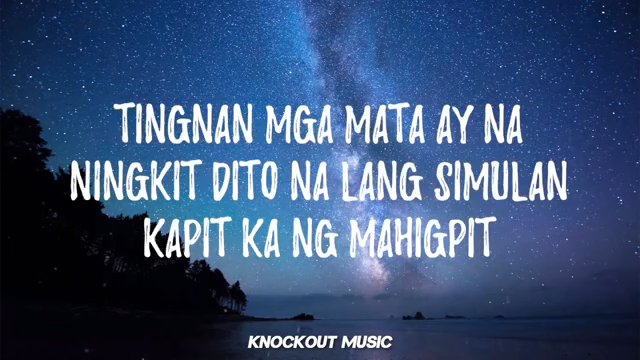 TINGNAN MGA MATA AY NA
NINGKIT DITO NA LANG SIMULAN
KAPIT KA NG MAHIGPIT
KNOCKOUT MUSIC